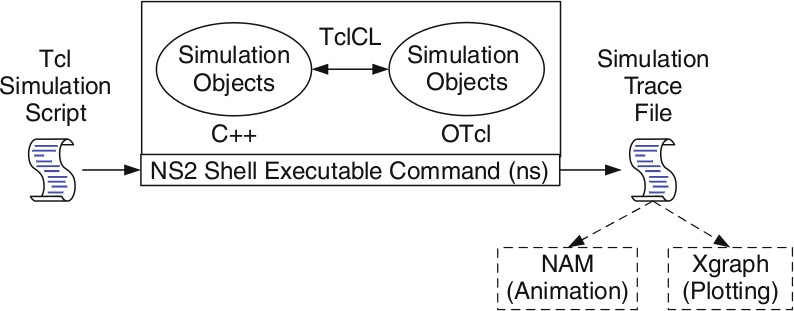 Tcl
Simulation
Script
TclCL
Simulation
Objects
C++
Simulation
Objects
OTcl
NS2 Shell Executable Command (ns)
Simulation
Trace
File
NAM
(Animation)
Xgraph
(Plotting)